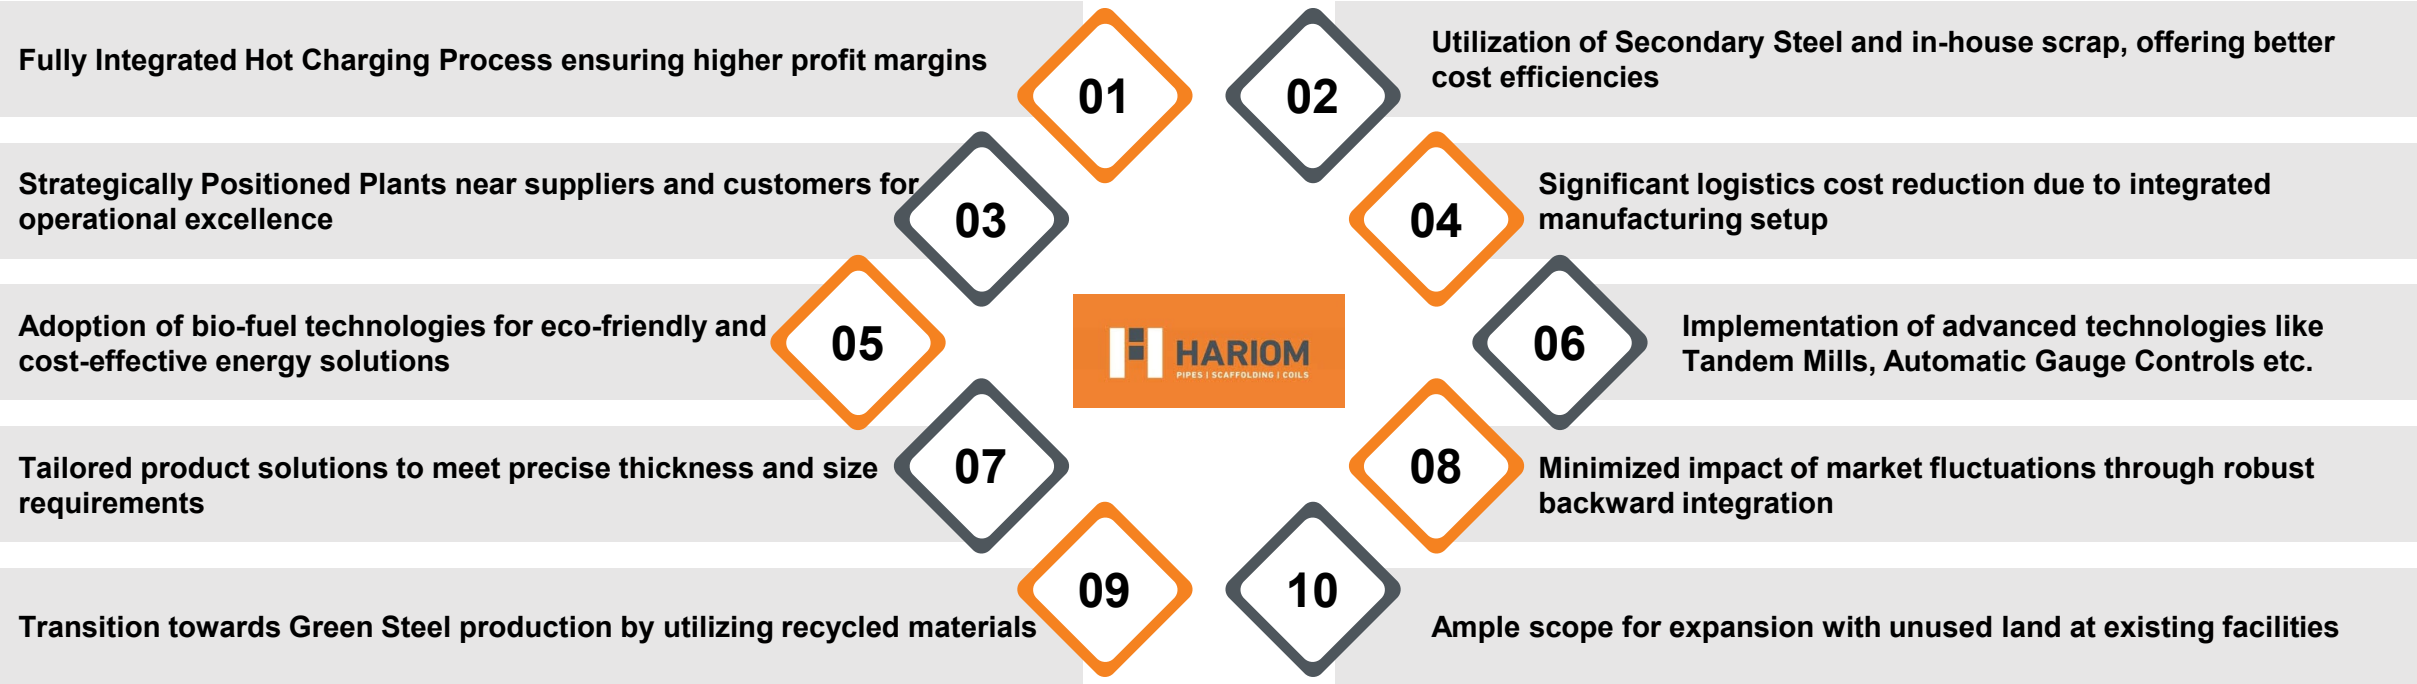 Fully Integrated Hot Charging Process ensuring higher profit margins
01
02
Utilization of Secondary Steel and in-house scrap, offering better
cost efficiencies
Strategically Positioned Plants near suppliers and customers for
operational excellence
03
04
Significant logistics cost reduction due to integrated
manufacturing setup
Adoption of bio-fuel technologies for eco-friendly and
cost-effective energy solutions
05
HARIOM
PIPES | SCAFFOLDING | COILS
06
Implementation of advanced technologies like
Tandem Mills, Automatic Gauge Controls etc.
Tailored product solutions to meet precise thickness and size
requirements
07
08
Minimized impact of market fluctuations through robust
backward integration
Transition towards Green Steel production by utilizing recycled materials
09
10
Ample scope for expansion with unused land at existing facilities